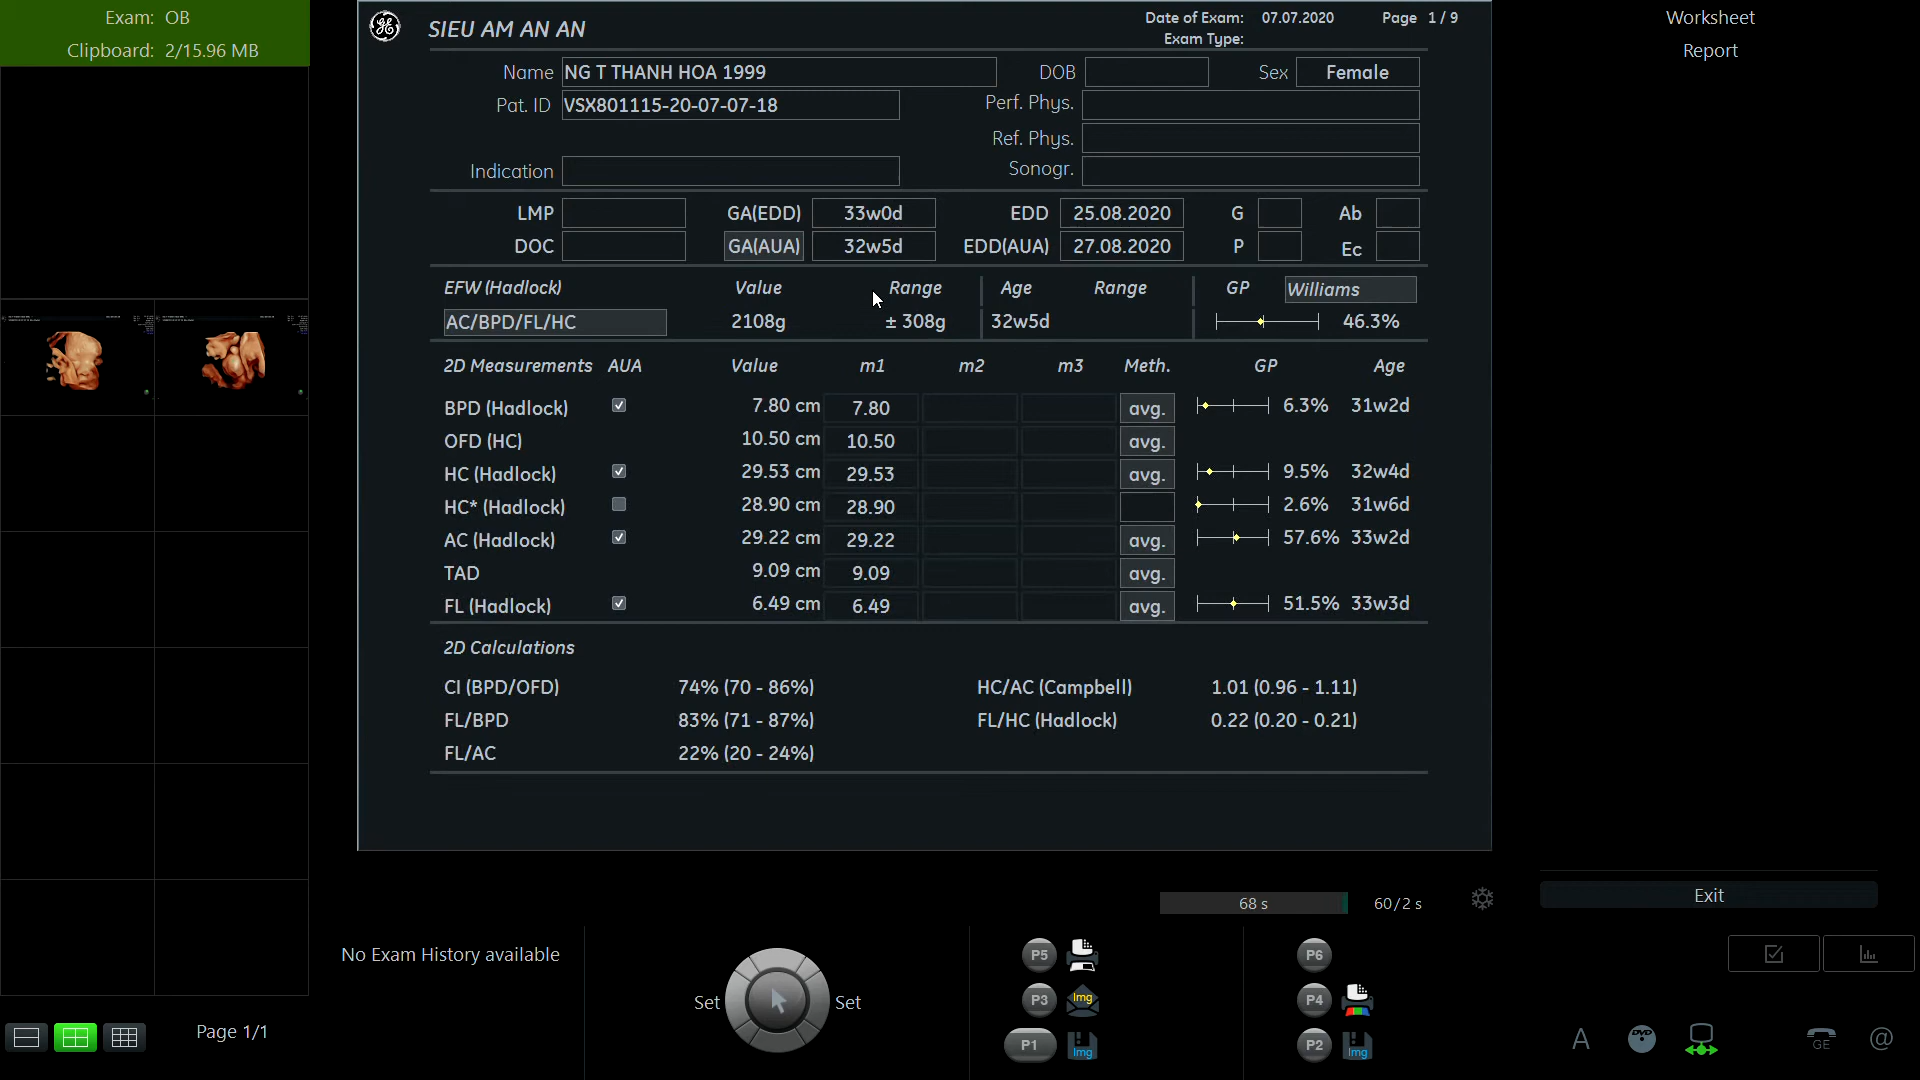 Exam: OB
Clipboard: 2/15.96 MB
SIEU AM AN AN
Date of Exam: 07.07.2020 Page 1 / 9
Exam Type:
Worksheet
Report
Name NG T THANH HOA 1999 DOB Sex Female
Pat. ID VSX801115-20-07-07-18 Perf. Phys.
Ref. Phys.
Indication Sonogr.
LMP GA(EDD) 33w0d EDD 25.08.2020 G Ab
DOC GA(AUA) 32w5d EDD(AUA) 27.08.2020 P Ec
EFW (Hadlock) Value Range Age Range GP Williams
AC/BPD/FL/HC 2108g ± 308g 32w5d 46.3%
2D Measurements AUA Value m1 m2 m3 Meth. GP Age
BPD (Hadlock) 7.80 cm 7.80 avg. 6.3% 31w2d
OFD (HC) 10.50 cm 10.50 avg.
HC (Hadlock) 29.53 cm 29.53 avg. 9.5% 32w4d
HC* (Hadlock) 28.90 cm 28.90 2.6% 31w6d
AC (Hadlock) 29.22 cm 29.22 avg. 57.6% 33w2d
TAD 9.09 cm 9.09 avg.
FL (Hadlock) 6.49 cm 6.49 avg. 51.5% 33w3d
2D Calculations
CI (BPD/OFD) 74% (70 - 86%) HC/AC (Campbell) 1.01 (0.96 - 1.11)
FL/BPD 83% (71 - 87%) FL/HC (Hadlock) 0.22 (0.20 - 0.21)
FL/AC 22% (20 - 24%)
68 s 60/2 s
Exit
No Exam History available
Set Set
P5 P6
P3 Img P4
P1 Img P2 Img
Page 1/1
A DVD GE @